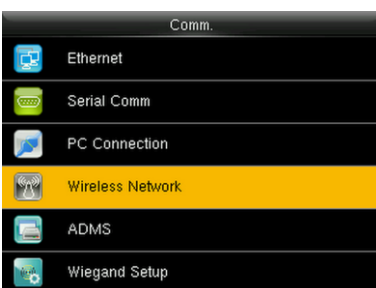 Comm.
Ethernet
Serial Comm
PC Connection
Wireless Network
ADMS
Wiegand Setup